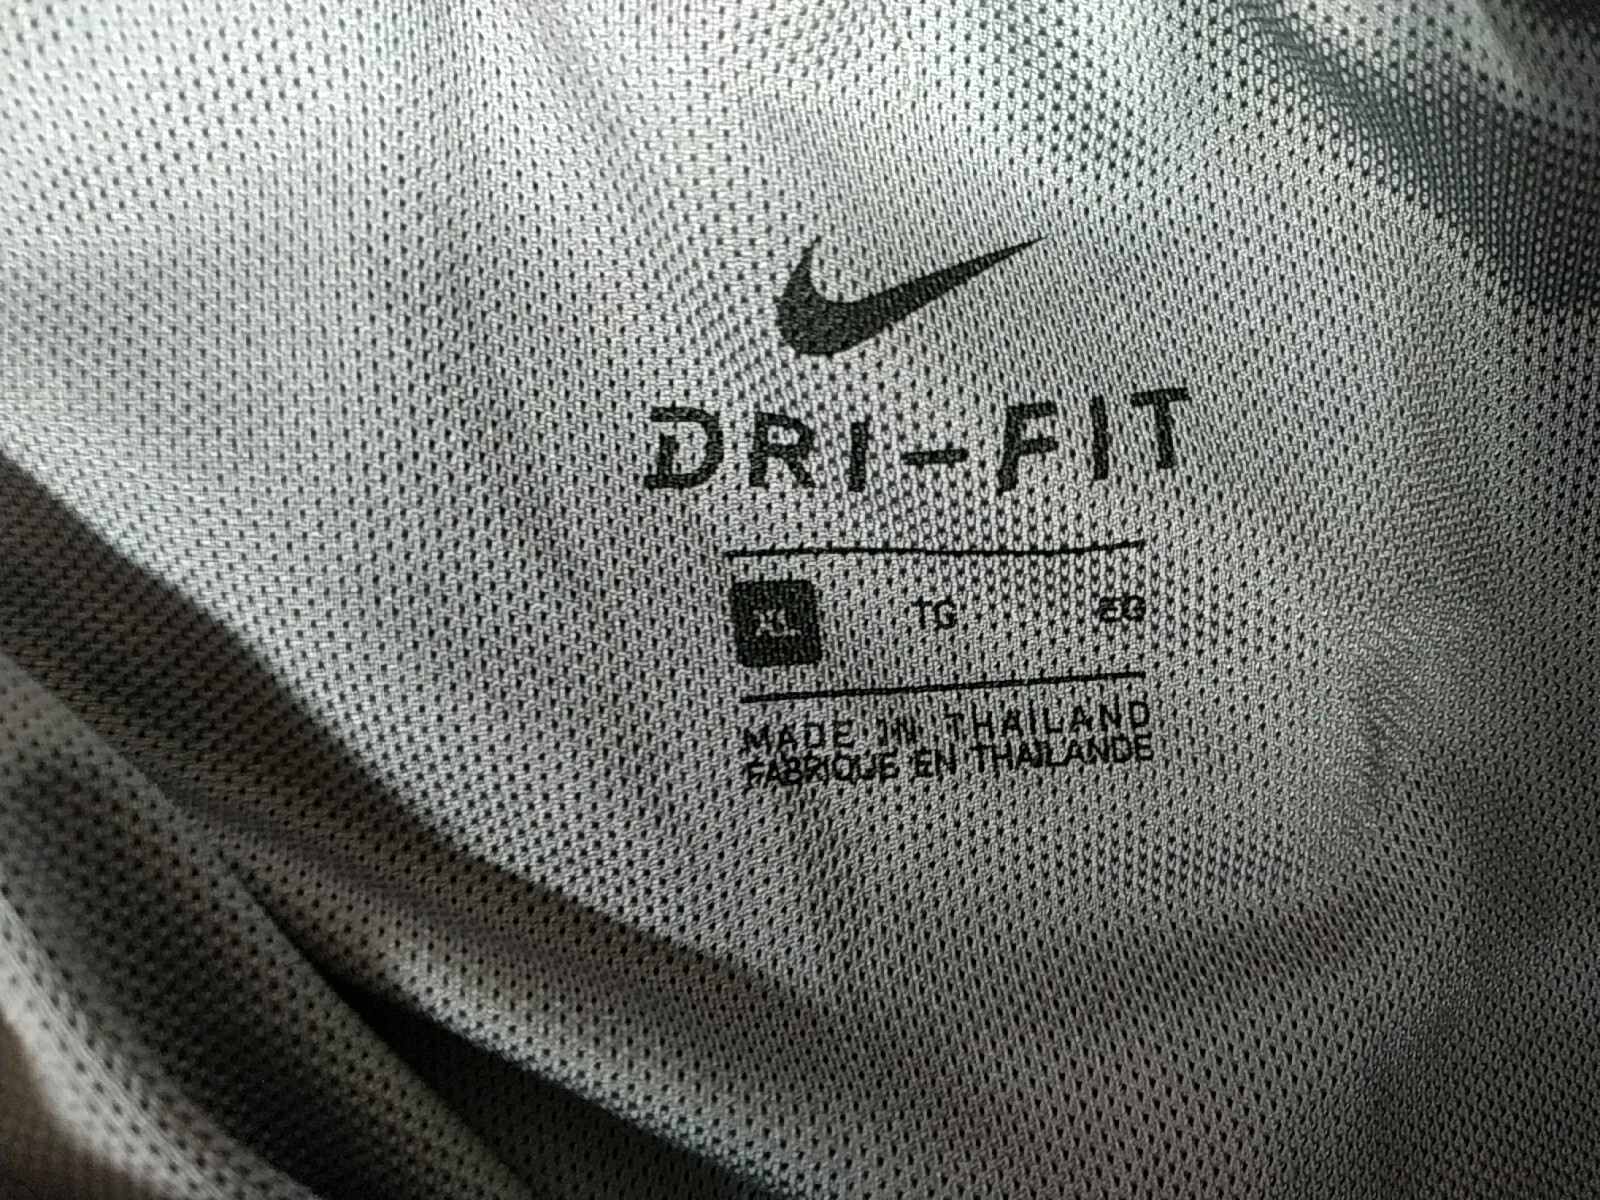 DRI-FIT
XL TG EG
MADE IN THAILAND
FABRIQUE EN THAILANDE